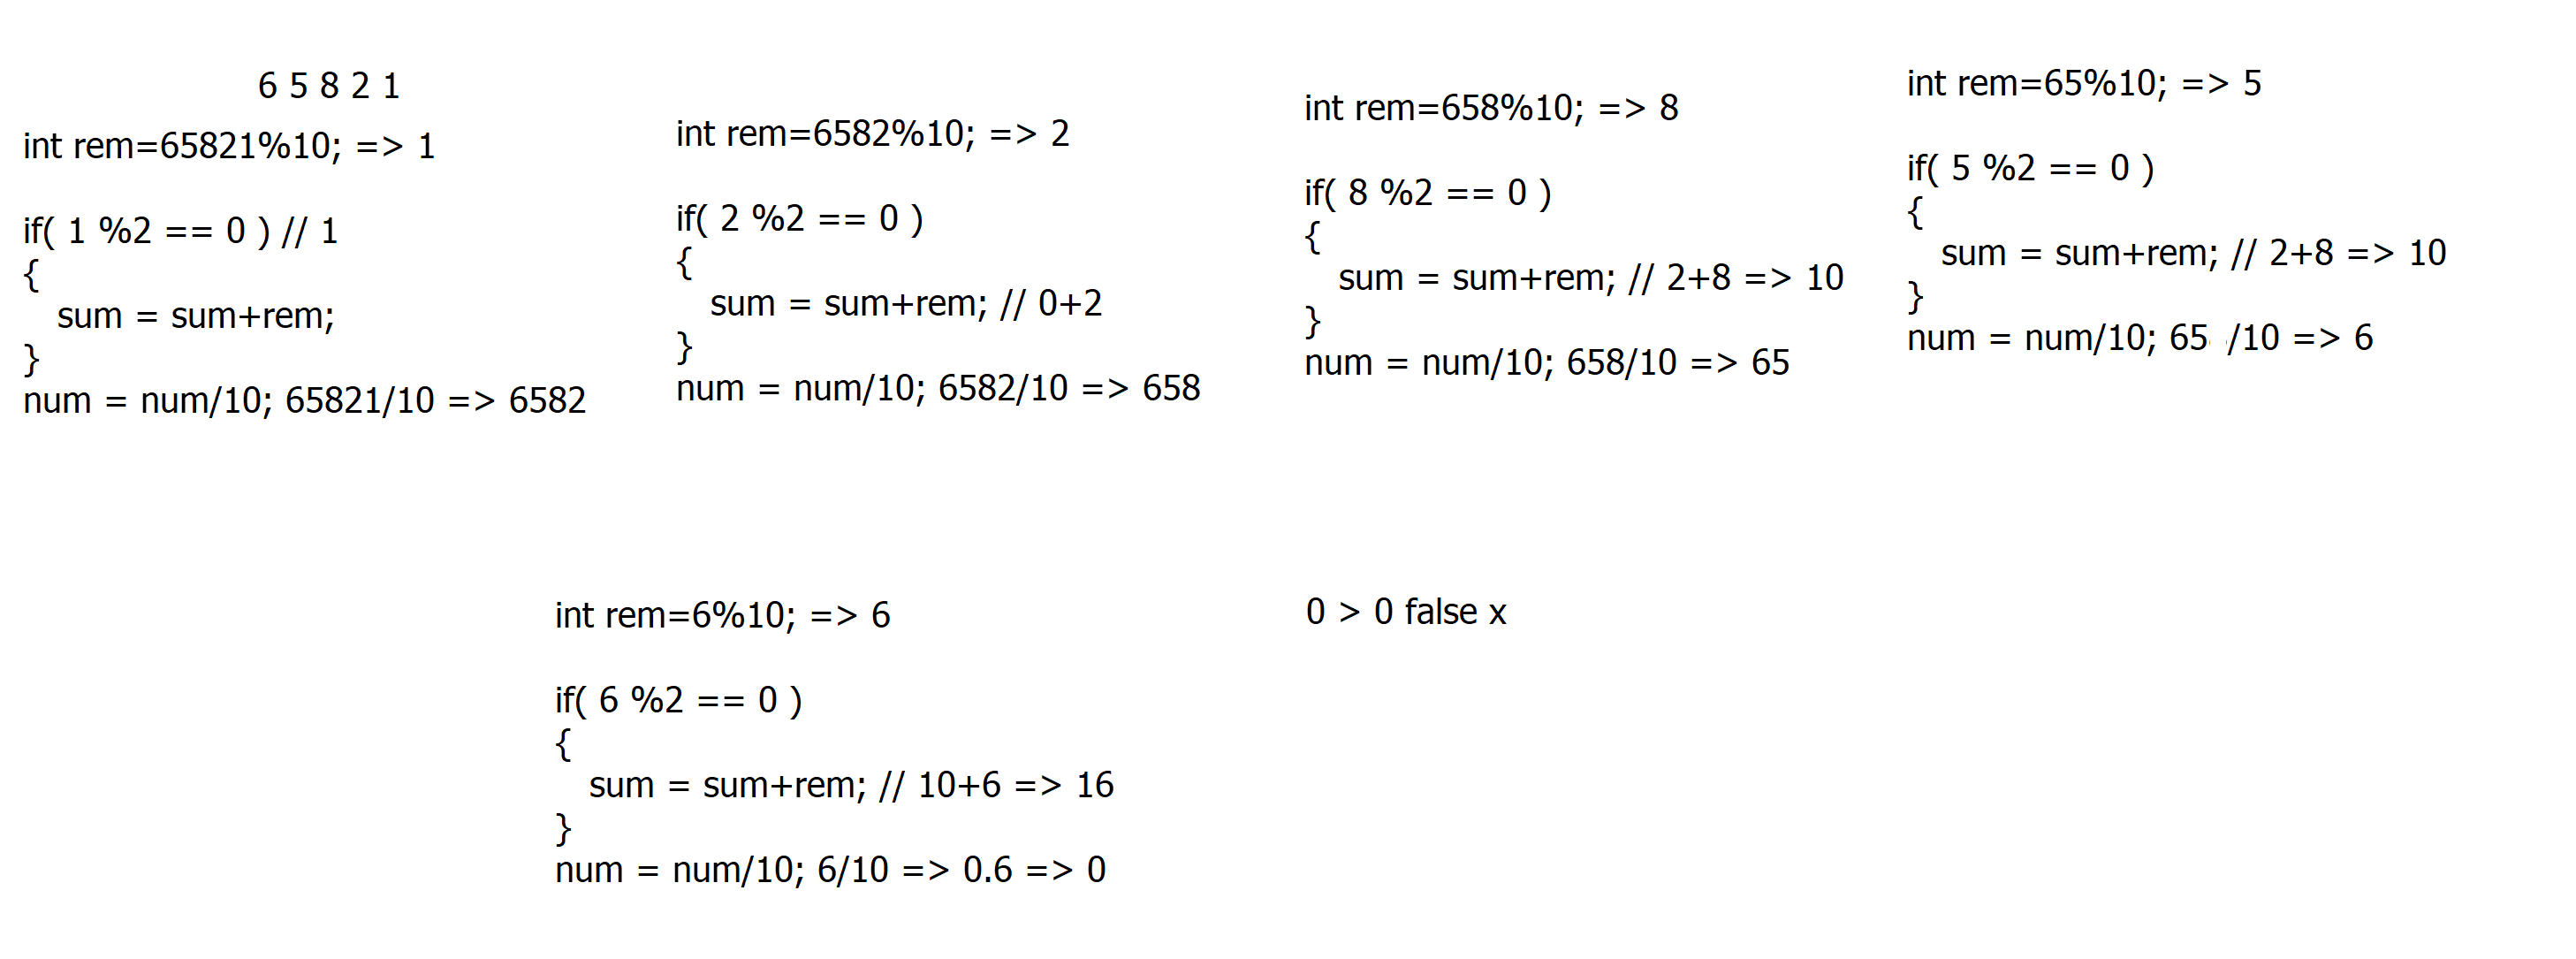 6 5 8 2 1
int rem=65821%10; => 1
if( 1 %2 == 0 ) // 1
{
sum = sum+rem;
}
num = num/10; 65821/10 => 6582
int rem=6582%10; => 2
if( 2 %2 == 0 )
{
sum = sum+rem; // 0+2
}
num = num/10; 6582/10 => 658
int rem=658%10; => 8
if( 8 %2 == 0 )
{
sum = sum+rem; // 2+8 => 10
}
num = num/10; 658/10 => 65
int rem=65%10; => 5
if( 5 %2 == 0 )
{
sum = sum+rem; // 2+8 => 10
}
num = num/10; 65 /10 => 6
int rem=6%10; => 6
if( 6 %2 == 0 )
{
sum = sum+rem; // 10+6 => 16
}
num = num/10; 6/10 => 0.6 => 0
0 > 0 false x